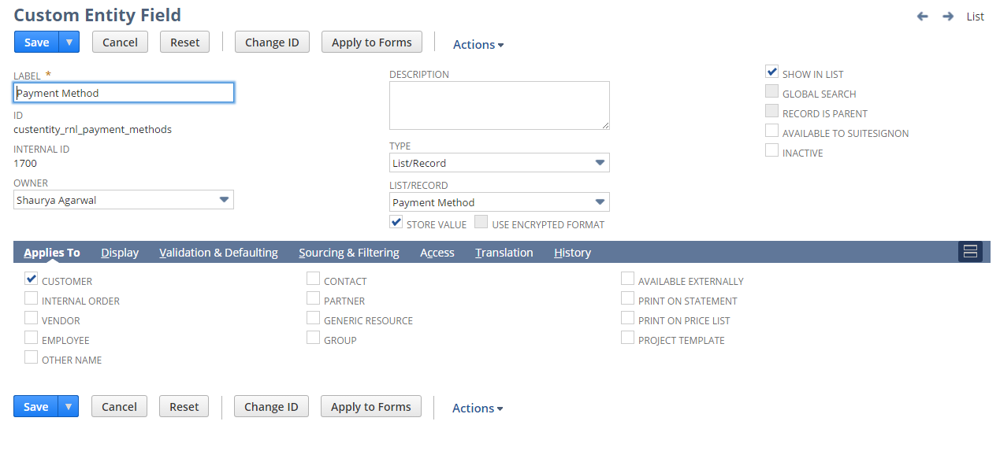 Custom Entity Field
List
Save Cancel Reset Change ID Apply to Forms Actions
LABEL *
Payment Method
ID
custentity_rnl_payment_methods
INTERNAL ID
1700
OWNER
Shaurya Agarwal
DESCRIPTION
TYPE
List/Record
LIST/RECORD
Payment Method
STORE VALUE USE ENCRYPTED FORMAT
SHOW IN LIST
GLOBAL SEARCH
RECORD IS PARENT
AVAILABLE TO SUITESIGNON
INACTIVE
Applies To Display Validation & Defaulting Sourcing & Filtering Access Translation History
CUSTOMER
INTERNAL ORDER
VENDOR
EMPLOYEE
OTHER NAME
CONTACT
PARTNER
GENERIC RESOURCE
GROUP
AVAILABLE EXTERNALLY
PRINT ON STATEMENT
PRINT ON PRICE LIST
PROJECT TEMPLATE
Save Cancel Reset Change ID Apply to Forms Actions